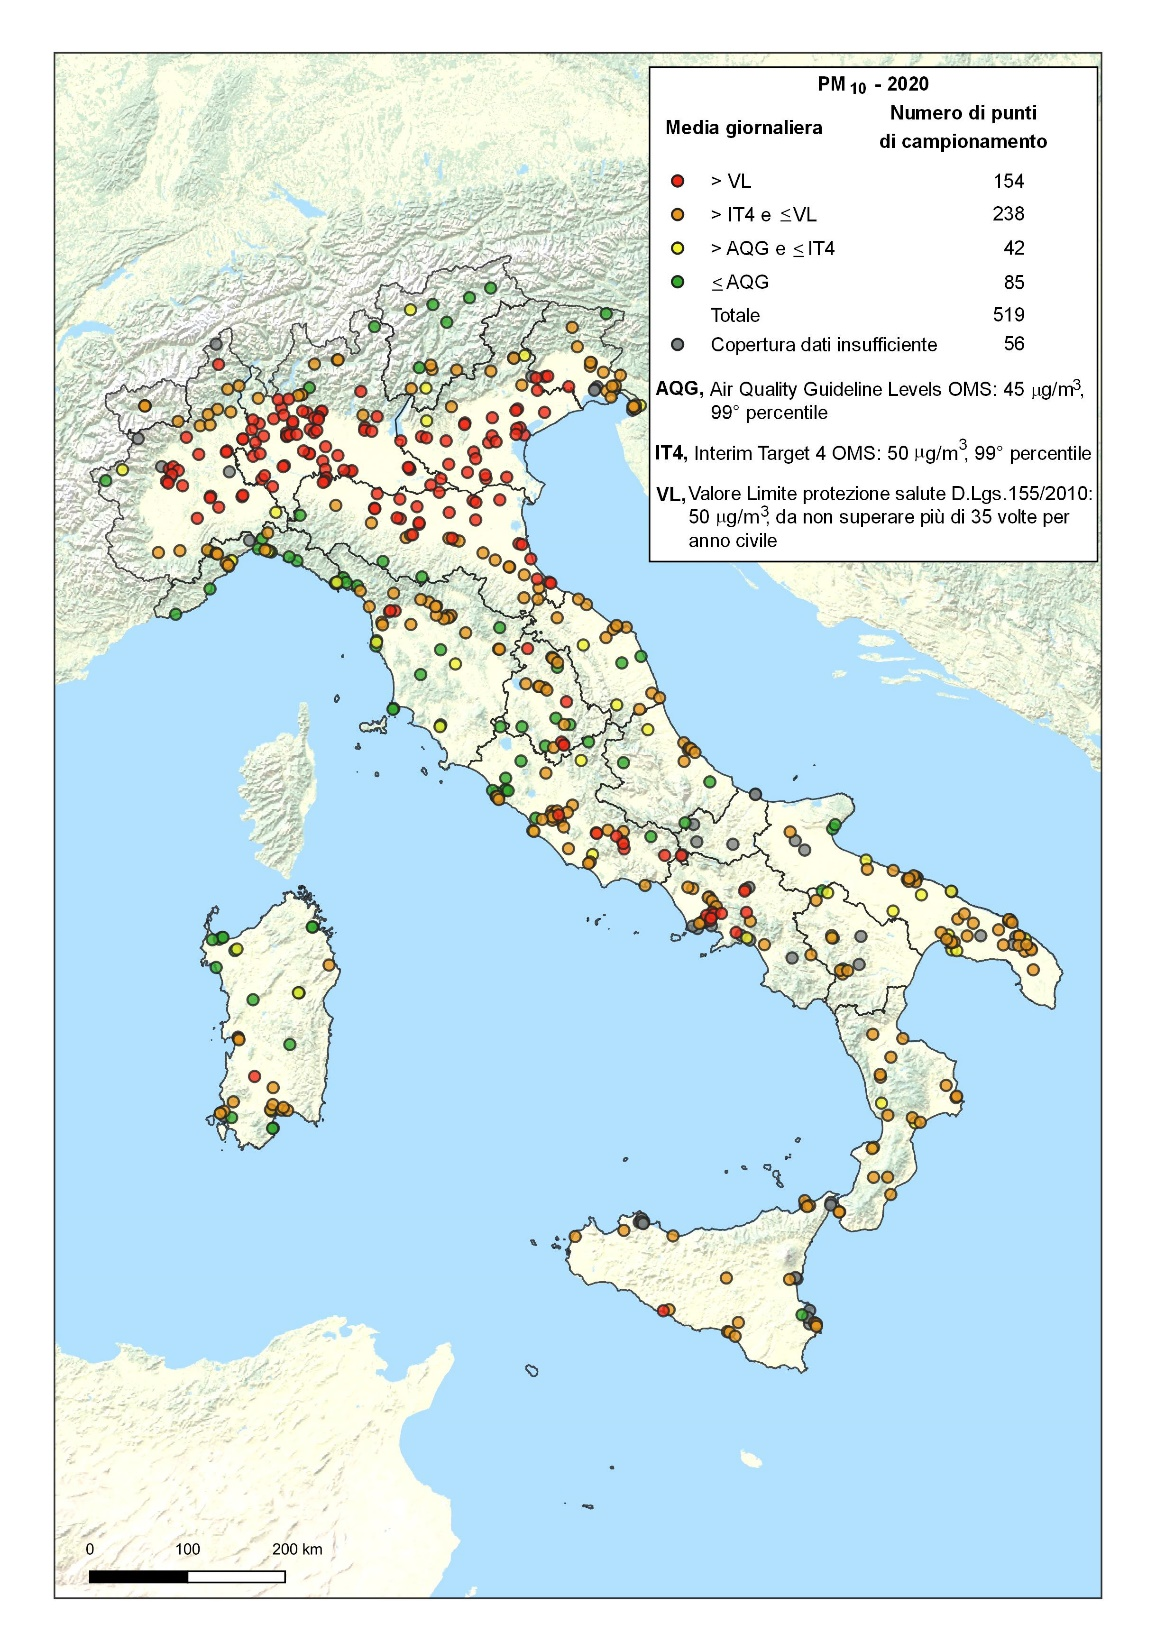 PM 10 - 2020
Media giornaliera
Numero di punti
di campionamento
> VL 154
> IT4 e ≤VL 238
> AQG e ≤IT4 42
≤AQG 85
Totale 519
Copertura dati insufficiente 56
AQG, Air Quality Guideline Levels OMS: 45 µg/m3,
99° percentile
IT4, Interim Target 4 OMS: 50 µg/m3, 99° percentile
VL, Valore Limite protezione salute D.Lgs.155/2010:
50 µg/m3, da non superare più di 35 volte per
anno civile
0 100 200 km